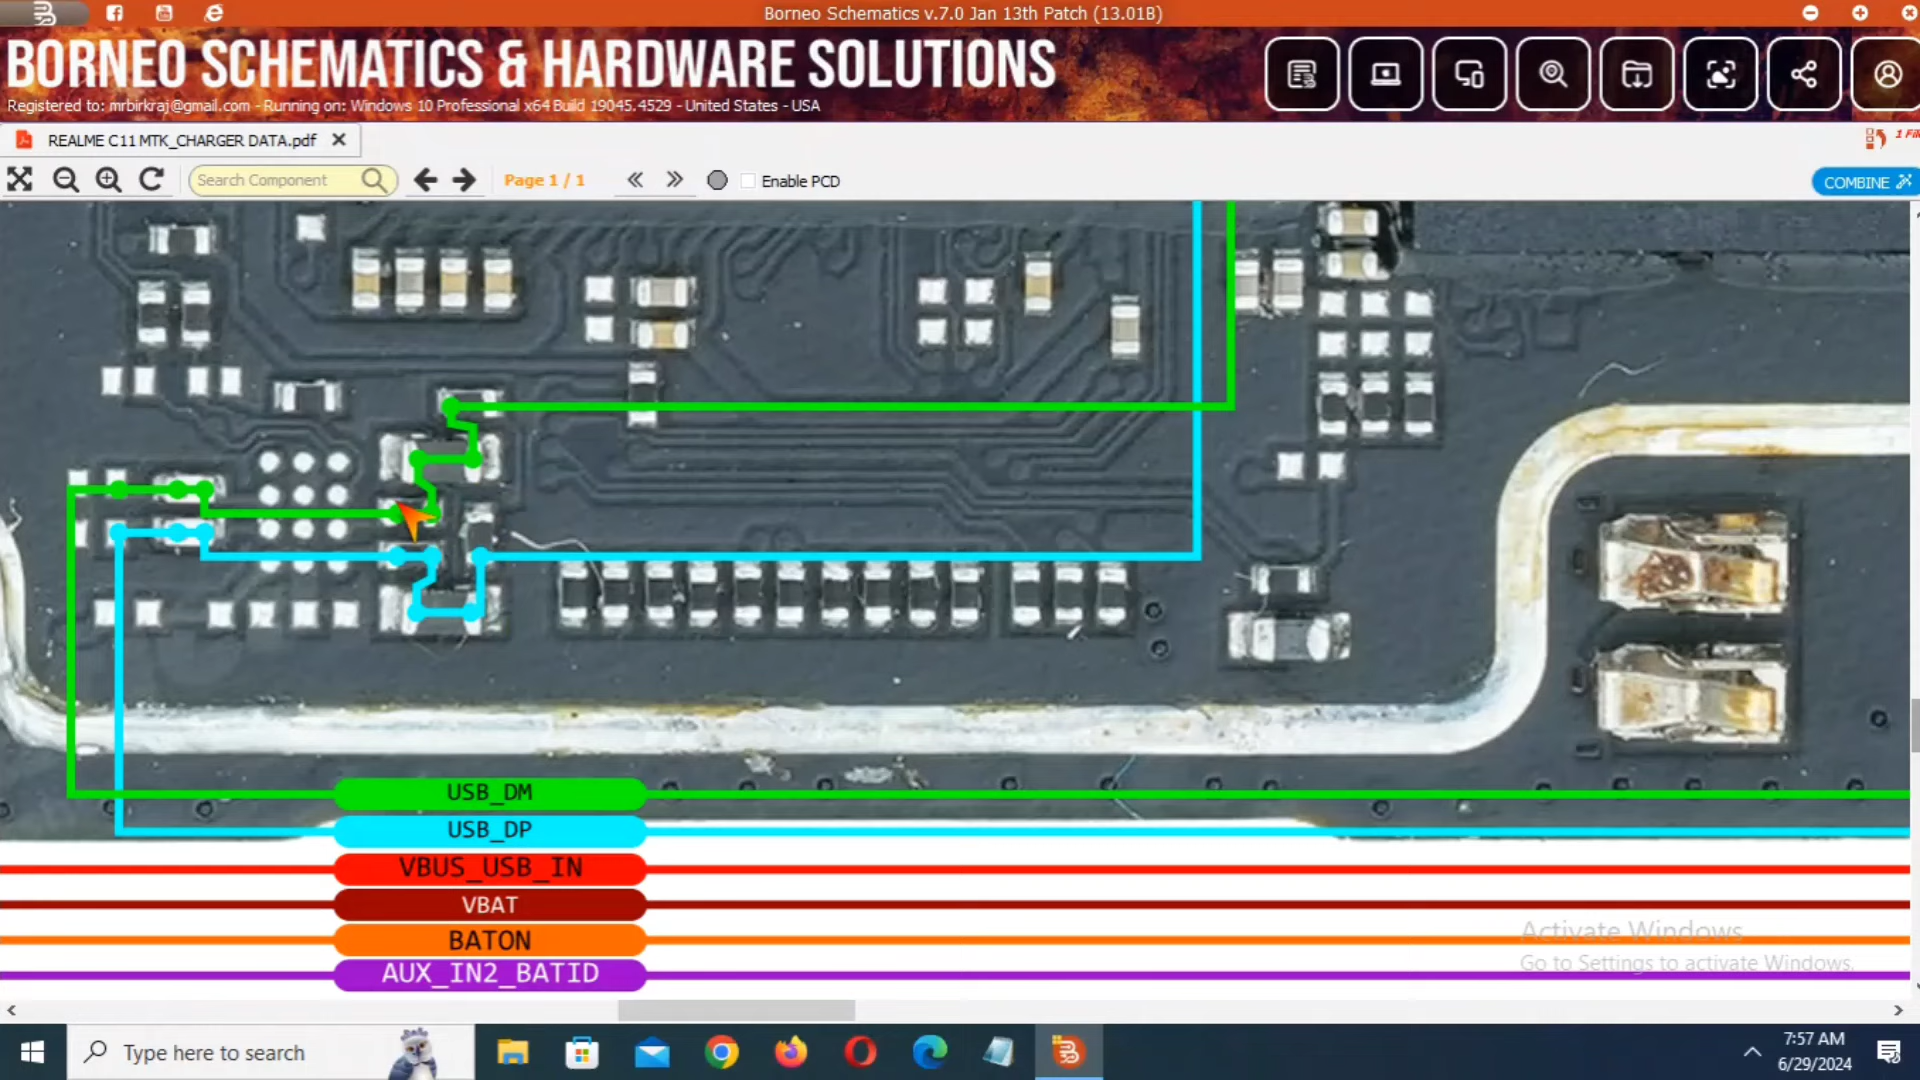 Borneo Schematics v.7.0 Jan 13th Patch (13.01B)
BORNEO SCHEMATICS & HARDWARE SOLUTIONS
Registered to: mrbirkraj@gmail.com - Running on: Windows 10 Professional x64 Build 19045.4529 - United States - USA
REALME C11 MTK_CHARGER DATA.pdf
Search Component
Page 1 / 1
Enable PCD
COMBINE
USB_DM
USB_DP
VBUS_USB_IN
VBAT
BATON
AUX_IN2_BATID
Activate Windows
Go to Settings to activate Windows.
Type here to search
7:57 AM
6/29/2024